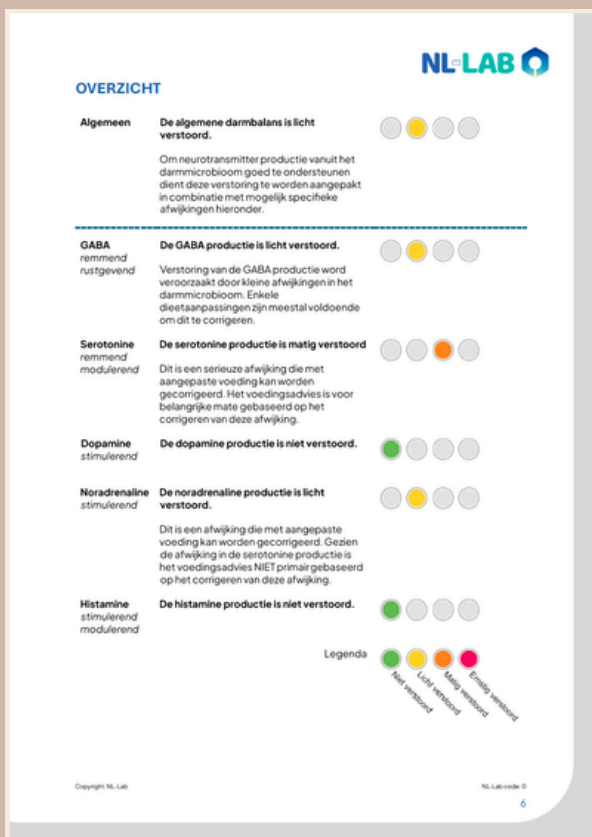 NL-LAB
OVERZICHT
Algemeen
De algemene darmbalans is licht
verstoord.
Om neurotransmitter productie vanuit het
darmmicrobioom goed te ondersteunen
dient deze verstoring te worden aangepakt
in combinatie met mogelijk specifieke
afwijkingen hieronder.
GABA
remmend
rustgevend
De GABA productie is licht verstoord.
Verstoring van de GABA productie word
veroorzaakt door kleine afwijkingen in het
darmmicrobioom. Enkele
dieetaanpassingen zijn meestal voldoende
om dit te corrigeren.
Serotonine
remmend
modulerend
De serotonine productie is matig verstoord
Dit is een serieuze afwijking die met
aangepaste voeding kan worden
gecorrigeerd. Het voedingsadvies is voor
belangrijke mate gebaseerd op het
corrigeren van deze afwijking.
Dopamine
stimulerend
De dopamine productie is niet verstoord.
Noradrenaline
stimulerend
De noradrenaline productie is licht
verstoord.
Dit is een afwijking die met aangepaste
voeding kan worden gecorrigeerd. Gezien
de afwijking in de serotonine productie is
het voedingsadvies NIET primair gebaseerd
op het corrigeren van deze afwijking.
Histamine
stimulerend
modulerend
De histamine productie is niet verstoord.
Legenda
Niet verstoord
Licht verstoord
Matig verstoord
Ernstig verstoord
Copyright: NL-Lab
NL-Lab code: 0
6